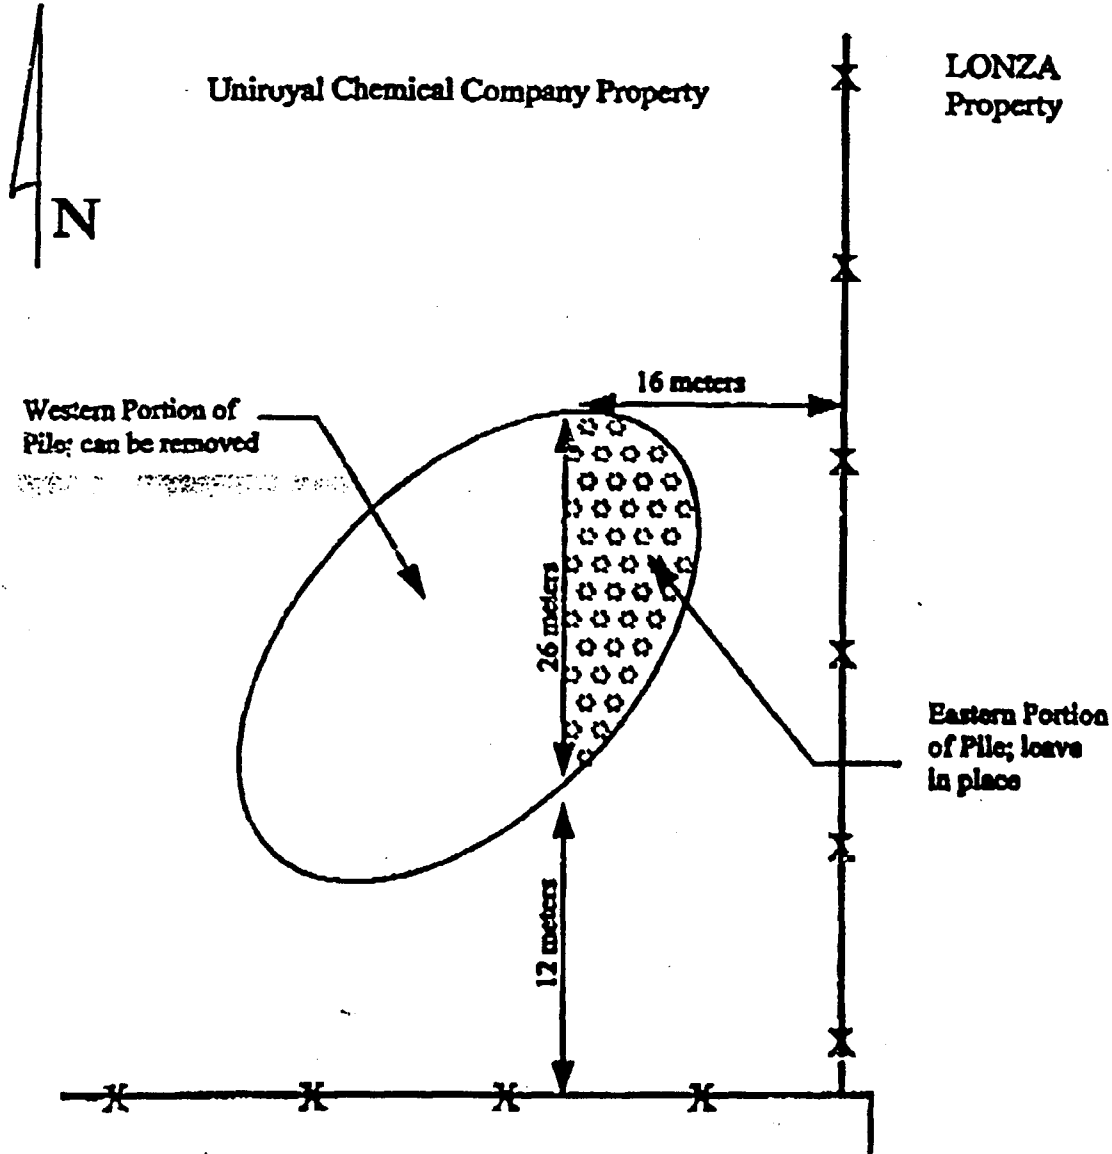 Uniroyal Chemical Company Property
LONZA
Property
N
16 meters
Western Portion of
Pile; can be removed
26 meters
Eastern Portion
of Pile; leave
in place
12 meters